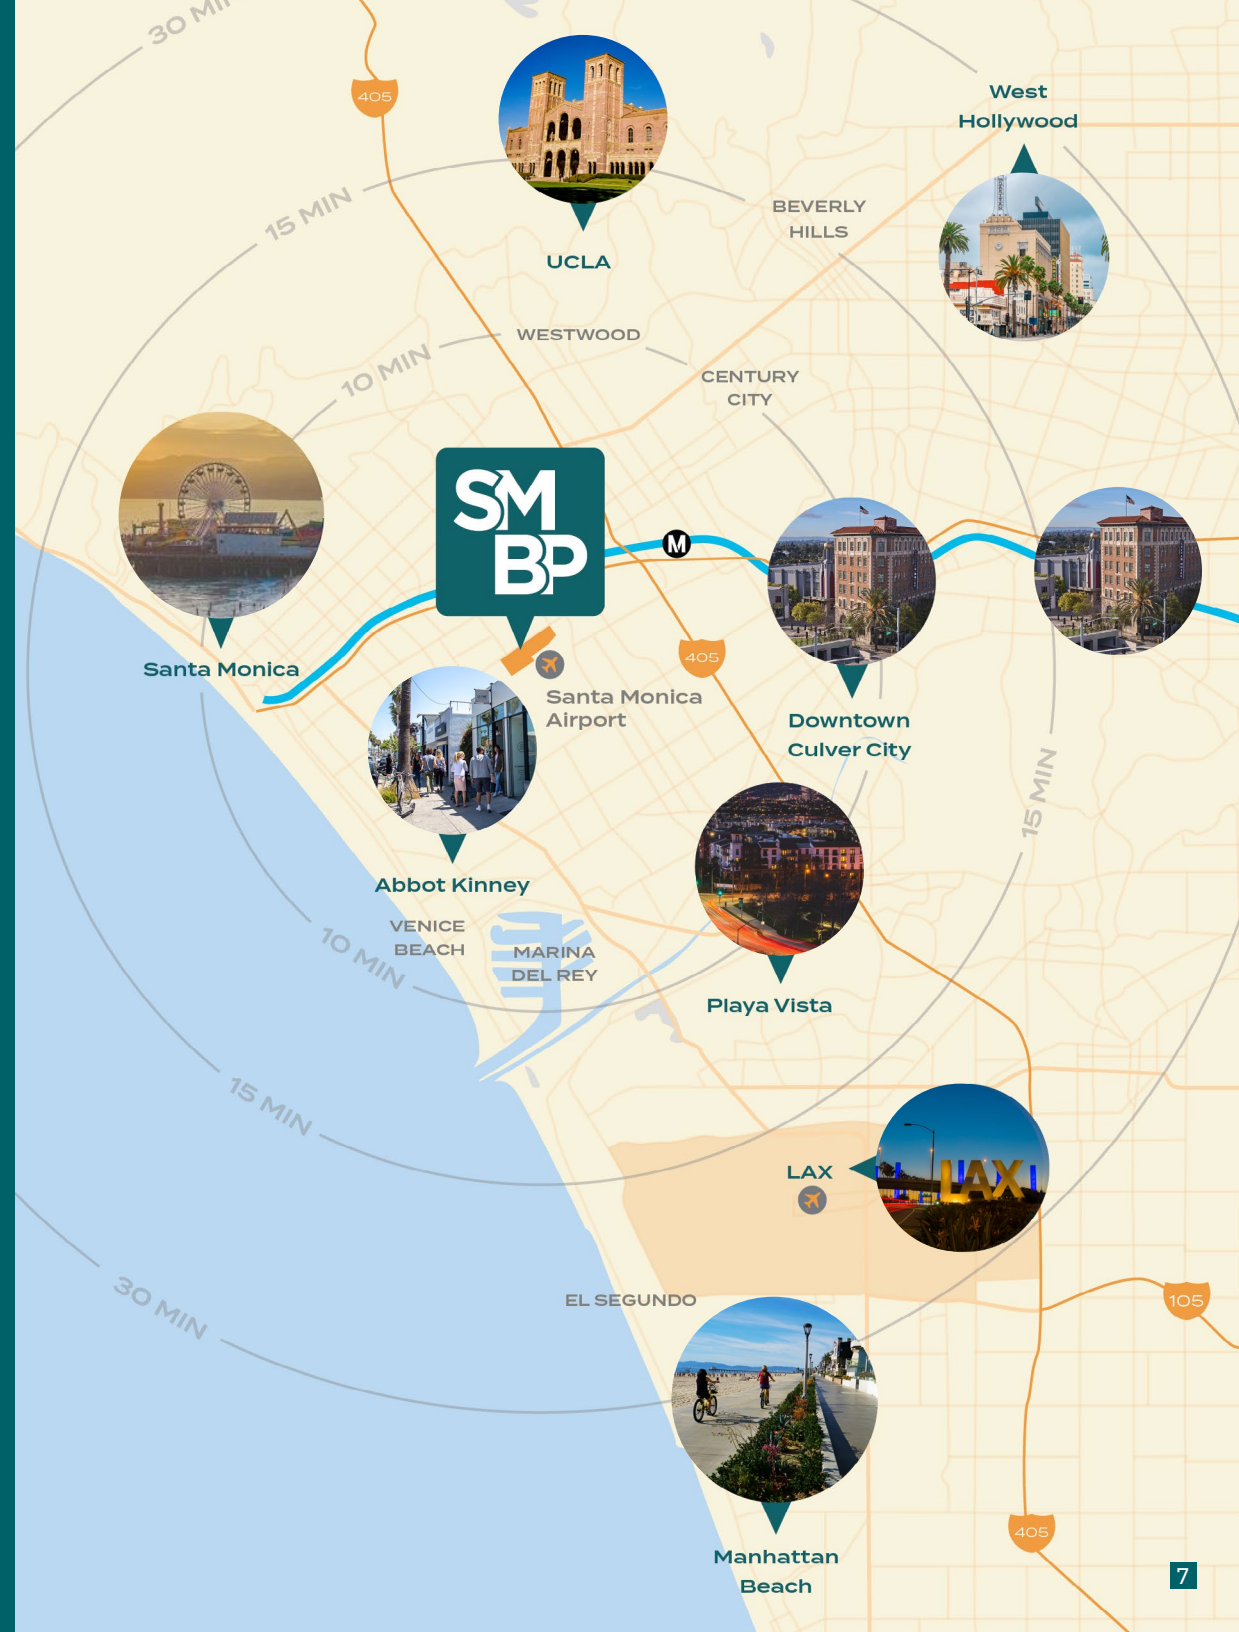 30 MIN
405
West
Hollywood
15 MIN
BEVERLY
HILLS
UCLA
WESTWOOD
10 MIN
CENTURY
CITY
SM
BP
M
405
Santa Monica
Santa Monica
Airport
Downtown
Culver City
15 MIN
Abbot Kinney
VENICE
BEACH
10 MIN
MARINA
DEL REY
Playa Vista
15 MIN
LAX
LAX
30 MIN
EL SEGUNDO
105
405
Manhattan
Beach
7